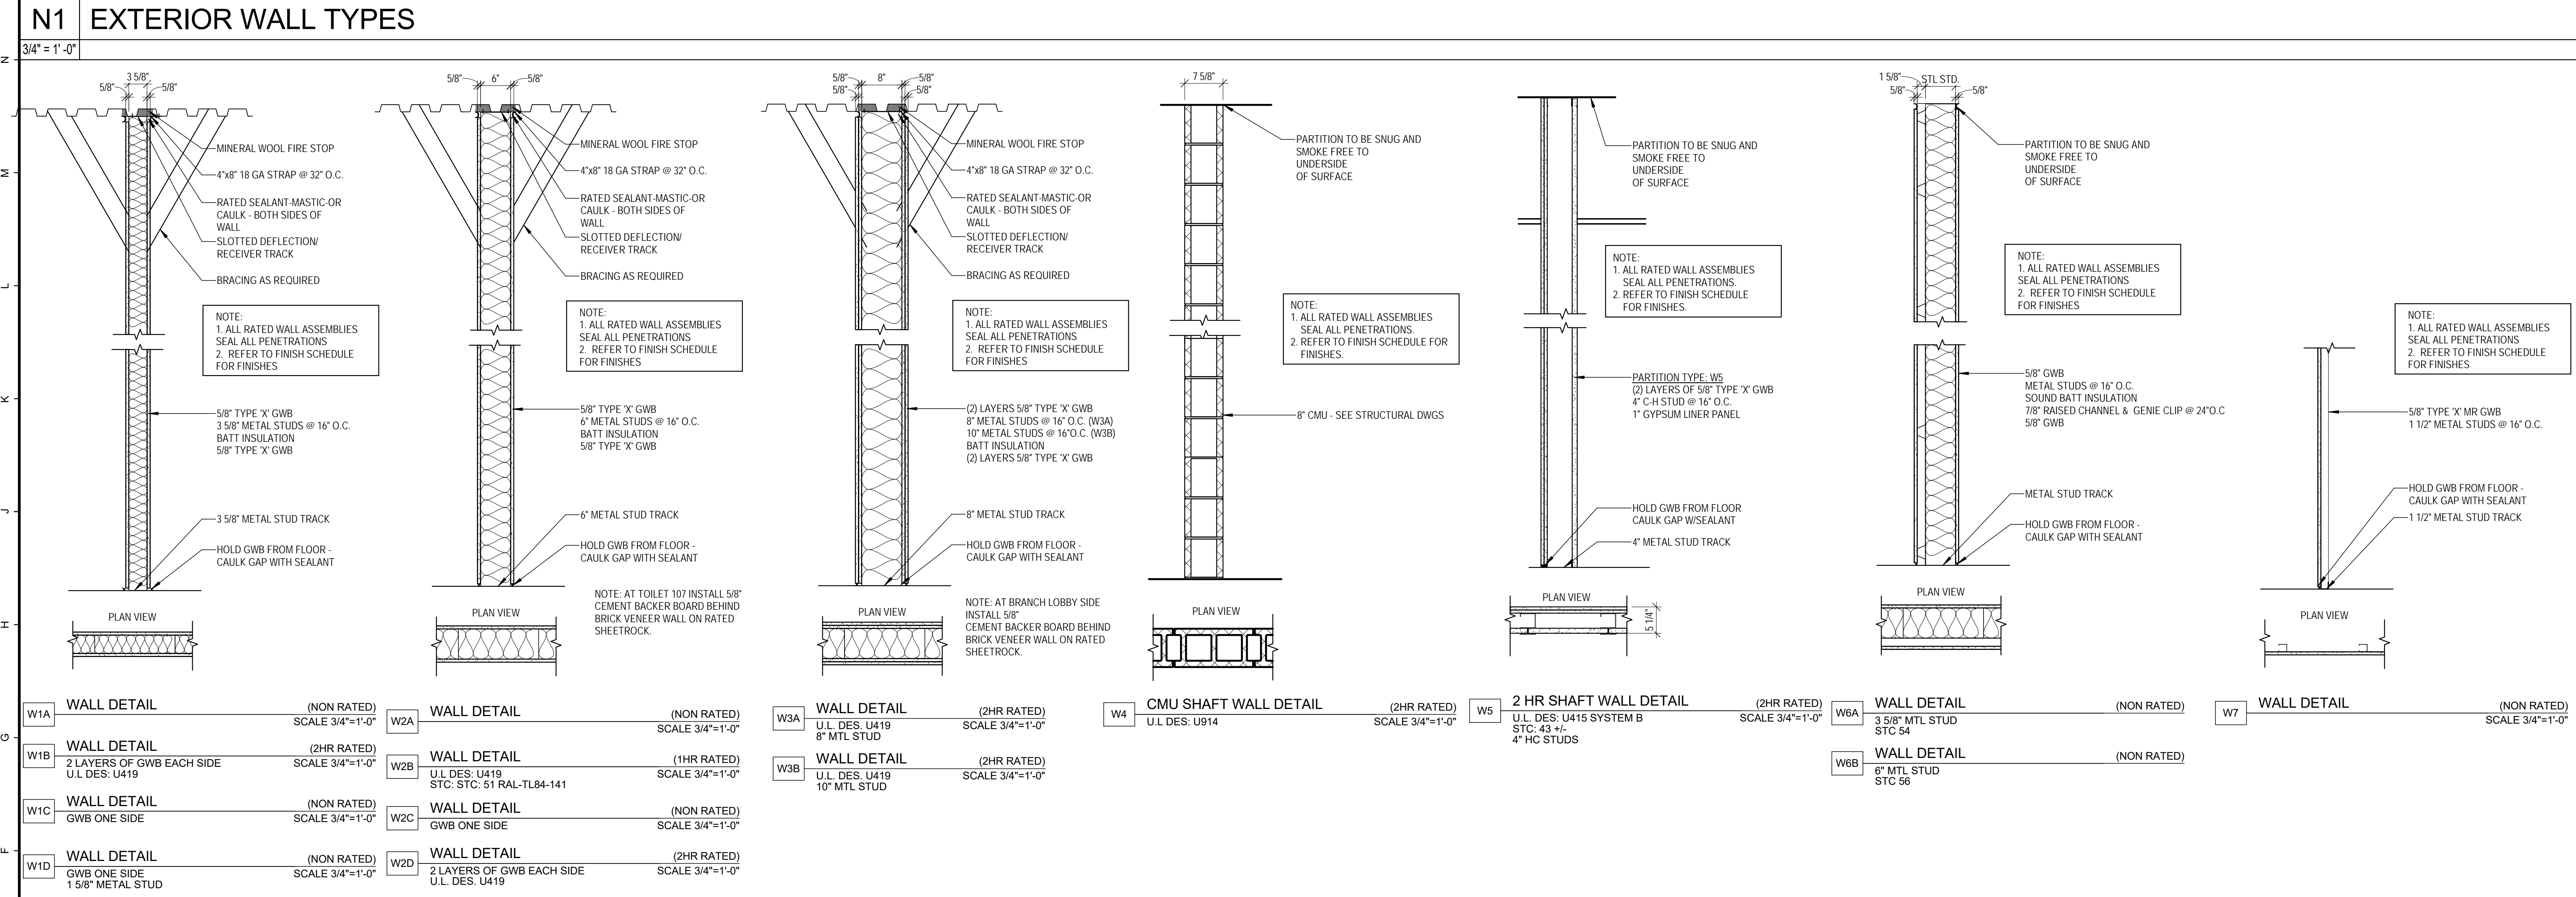 N1 EXTERIOR WALL TYPES
3/4" = 1' -0"
N
M
L
K
J
H
G
F
3 5/8"
5/8"
5/8"
MINERAL WOOL FIRE STOP
4"x8" 18 GA STRAP @ 32" O.C.
RATED SEALANT-MASTIC-OR
CAULK - BOTH SIDES OF
WALL
SLOTTED DEFLECTION/
RECEIVER TRACK
BRACING AS REQUIRED
NOTE:
1. ALL RATED WALL ASSEMBLIES
SEAL ALL PENETRATIONS
2. REFER TO FINISH SCHEDULE
FOR FINISHES
5/8" TYPE 'X' GWB
3 5/8" METAL STUDS @ 16" O.C.
BATT INSULATION
5/8" TYPE 'X' GWB
3 5/8" METAL STUD TRACK
HOLD GWB FROM FLOOR -
CAULK GAP WITH SEALANT
PLAN VIEW
W1A
WALL DETAIL
(NON RATED)
SCALE 3/4"=1'-0"
W1B
WALL DETAIL
(2HR RATED)
2 LAYERS OF GWB EACH SIDE
SCALE 3/4"=1'-0"
U.L DES: U419
W1C
WALL DETAIL
(NON RATED)
GWB ONE SIDE
SCALE 3/4"=1'-0"
W1D
WALL DETAIL
(NON RATED)
GWB ONE SIDE
SCALE 3/4"=1'-0"
1 5/8" METAL STUD
5/8"
6"
5/8"
MINERAL WOOL FIRE STOP
4"x8" 18 GA STRAP @ 32" O.C.
RATED SEALANT-MASTIC-OR
CAULK - BOTH SIDES OF
WALL
SLOTTED DEFLECTION/
RECEIVER TRACK
BRACING AS REQUIRED
NOTE:
1. ALL RATED WALL ASSEMBLIES
SEAL ALL PENETRATIONS
2. REFER TO FINISH SCHEDULE
FOR FINISHES
5/8" TYPE 'X' GWB
6" METAL STUDS @ 16" O.C.
BATT INSULATION
5/8" TYPE 'X' GWB
6" METAL STUD TRACK
HOLD GWB FROM FLOOR -
CAULK GAP WITH SEALANT
NOTE: AT TOILET 107 INSTALL 5/8"
CEMENT BACKER BOARD BEHIND
BRICK VENEER WALL ON RATED
SHEETROCK.
PLAN VIEW
W2A
WALL DETAIL
(NON RATED)
SCALE 3/4"=1'-0"
W2B
WALL DETAIL
(1HR RATED)
U.L DES: U419
SCALE 3/4"=1'-0"
STC: STC: 51 RAL-TL84-141
W2C
WALL DETAIL
(NON RATED)
GWB ONE SIDE
SCALE 3/4"=1'-0"
W2D
WALL DETAIL
(2HR RATED)
2 LAYERS OF GWB EACH SIDE
SCALE 3/4"=1'-0"
U.L. DES. U419
5/8"
8"
5/8"
5/8"
5/8"
MINERAL WOOL FIRE STOP
4"x8" 18 GA STRAP @ 32" O.C.
RATED SEALANT-MASTIC-OR
CAULK - BOTH SIDES OF
WALL
SLOTTED DEFLECTION/
RECEIVER TRACK
BRACING AS REQUIRED
NOTE:
1. ALL RATED WALL ASSEMBLIES
SEAL ALL PENETRATIONS
2. REFER TO FINISH SCHEDULE
FOR FINISHES
(2) LAYERS 5/8" TYPE 'X' GWB
8" METAL STUDS @ 16" O.C. (W3A)
10" METAL STUDS @ 16"O.C. (W3B)
BATT INSULATION
(2) LAYERS 5/8" TYPE 'X' GWB
8" METAL STUD TRACK
HOLD GWB FROM FLOOR -
CAULK GAP WITH SEALANT
NOTE: AT BRANCH LOBBY SIDE
INSTALL 5/8"
CEMENT BACKER BOARD BEHIND
BRICK VENEER WALL ON RATED
SHEETROCK.
PLAN VIEW
W3A
WALL DETAIL
(2HR RATED)
U.L. DES. U419
SCALE 3/4"=1'-0"
8" MTL STUD
W3B
WALL DETAIL
(2HR RATED)
U.L. DES. U419
SCALE 3/4"=1'-0"
10" MTL STUD
7 5/8"
PARTITION TO BE SNUG AND
SMOKE FREE TO
UNDERSIDE
OF SURFACE
NOTE:
1. ALL RATED WALL ASSEMBLIES
SEAL ALL PENETRATIONS.
2. REFER TO FINISH SCHEDULE FOR
FINISHES.
8" CMU - SEE STRUCTURAL DWGS
PLAN VIEW
W4
CMU SHAFT WALL DETAIL
(2HR RATED)
U.L DES: U914
SCALE 3/4"=1'-0"
PARTITION TO BE SNUG AND
SMOKE FREE TO
UNDERSIDE
OF SURFACE
NOTE:
1. ALL RATED WALL ASSEMBLIES
SEAL ALL PENETRATIONS.
2. REFER TO FINISH SCHEDULE
FOR FINISHES.
PARTITION TYPE: W5
(2) LAYERS OF 5/8" TYPE 'X' GWB
4" C-H STUD @ 16" O.C.
1" GYPSUM LINER PANEL
HOLD GWB FROM FLOOR
CAULK GAP W/SEALANT
4" METAL STUD TRACK
PLAN VIEW
5 1/4"
W5
2 HR SHAFT WALL DETAIL
(2HR RATED)
U.L. DES: U415 SYSTEM B
SCALE 3/4"=1'-0"
STC: 43 +/-
4" HC STUDS
1 5/8"
STL STD.
5/8"
5/8"
PARTITION TO BE SNUG AND
SMOKE FREE TO
UNDERSIDE
OF SURFACE
NOTE:
1. ALL RATED WALL ASSEMBLIES
SEAL ALL PENETRATIONS
2. REFER TO FINISH SCHEDULE
FOR FINISHES
5/8" GWB
METAL STUDS @ 16" O.C.
SOUND BATT INSULATION
7/8" RAISED CHANNEL & GENIE CLIP @ 24"O.C
5/8" GWB
METAL STUD TRACK
HOLD GWB FROM FLOOR -
CAULK GAP WITH SEALANT
PLAN VIEW
W6A
WALL DETAIL
(NON RATED)
3 5/8" MTL STUD
STC 54
W6B
WALL DETAIL
(NON RATED)
6" MTL STUD
STC 56
NOTE:
1. ALL RATED WALL ASSEMBLIES
SEAL ALL PENETRATIONS
2. REFER TO FINISH SCHEDULE
FOR FINISHES
5/8" TYPE 'X' MR GWB
1 1/2" METAL STUDS @ 16" O.C.
HOLD GWB FROM FLOOR -
CAULK GAP WITH SEALANT
1 1/2" METAL STUD TRACK
PLAN VIEW
W7
WALL DETAIL
(NON RATED)
SCALE 3/4"=1'-0"